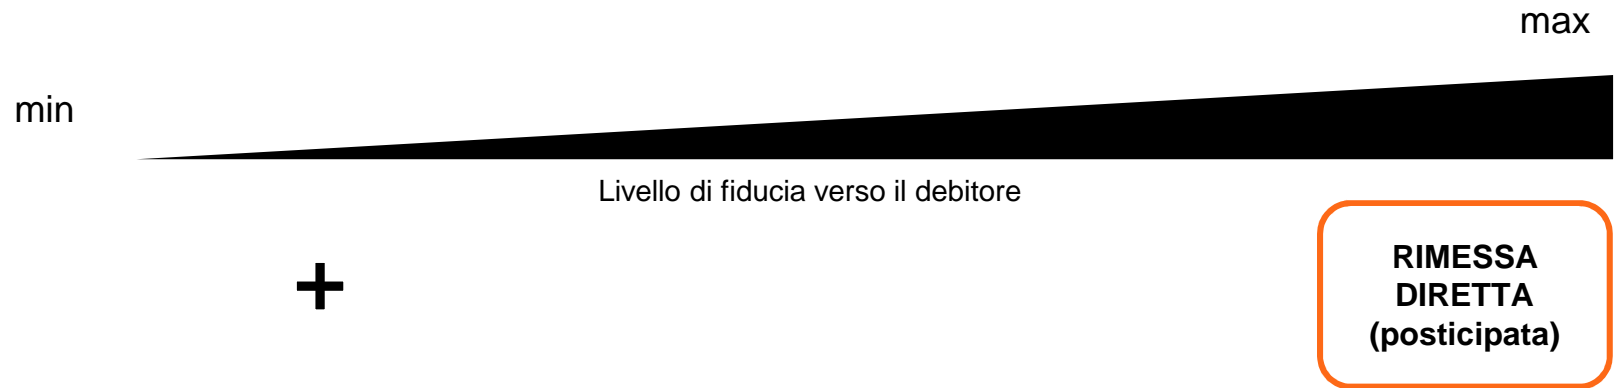 max
min
Livello di fiducia verso il debitore
+
RIMESSA
DIRETTA
(posticipata)